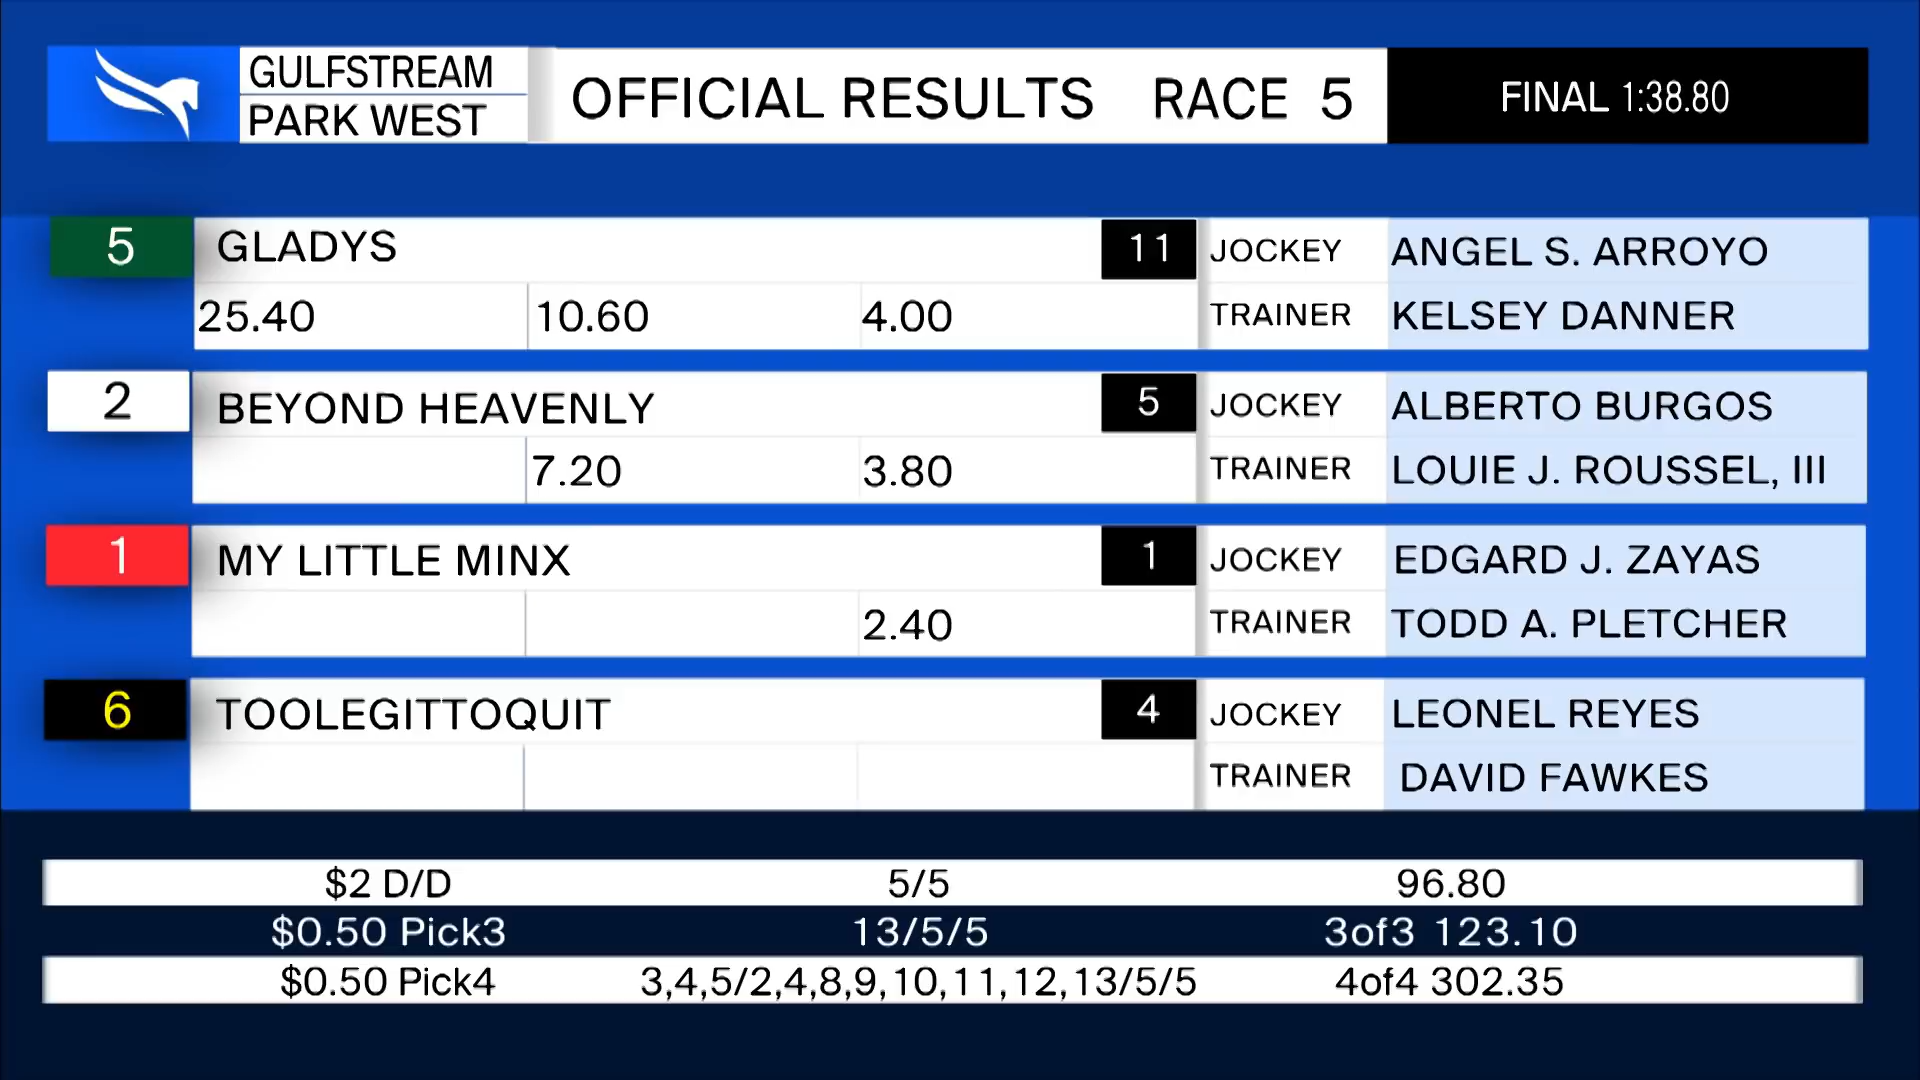 GULFSTREAM
PARK WEST
OFFICIAL RESULTS RACE 5
FINAL 1:38.80
5 GLADYS 11 JOCKEY ANGEL S. ARROYO
25.40 10.60 4.00 TRAINER KELSEY DANNER
2 BEYOND HEAVENLY 5 JOCKEY ALBERTO BURGOS
7.20 3.80 TRAINER LOUIE J. ROUSSEL, III
1 MY LITTLE MINX 1 JOCKEY EDGARD J. ZAYAS
2.40 TRAINER TODD A. PLETCHER
6 TOOLEGITTOQUIT 4 JOCKEY LEONEL REYES
TRAINER DAVID FAWKES
$2 D/D 5/5 96.80
$0.50 Pick3 13/5/5 3of3 123.10
$0.50 Pick4 3,4,5/2,4,8,9,10,11,12,13/5/5 4of4 302.35